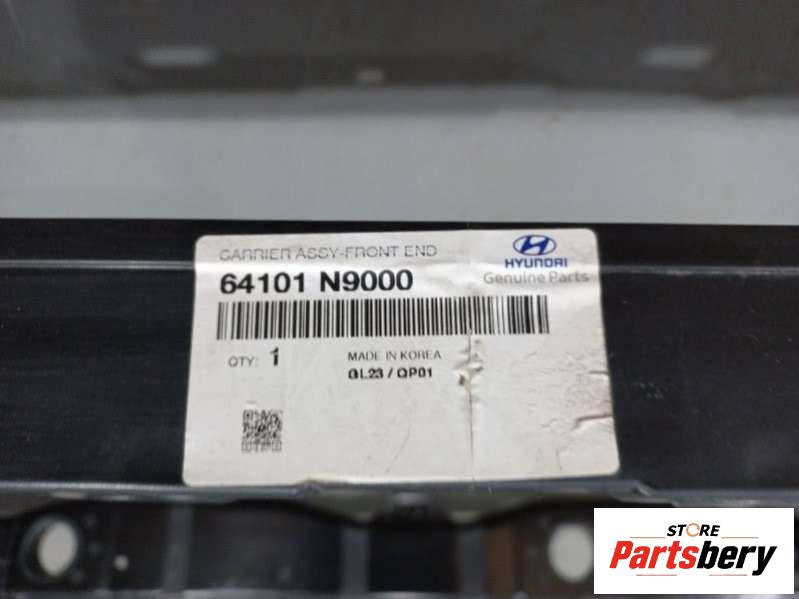 CARRIER ASSY-FRONT END
HYUNDAI
64101 N9000
Genuine Parts
QTY: 1
MADE IN KOREA
GL23 / QP01
STORE
Partsbery